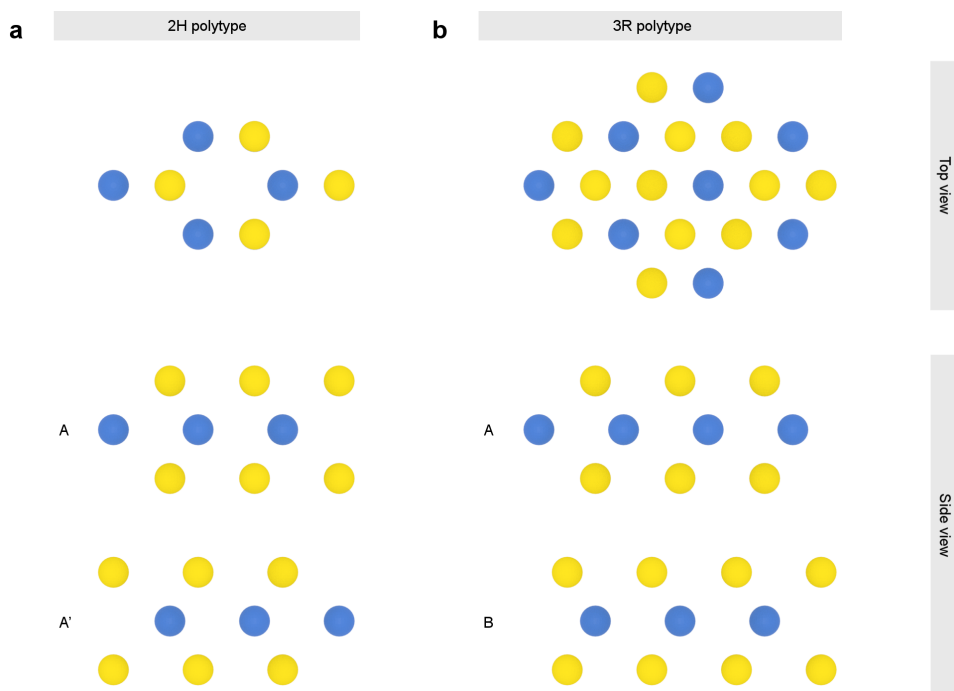 a
2H polytype
b
3R polytype
Top view
A
A
Side view
A’
B